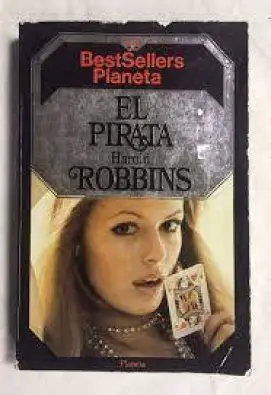 BestSellers
Planeta
EL
PIRATA
Harold
ROBBINS
Planeta